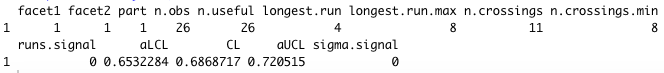 facet1 facet2 part n.obs n.useful longest.run longest.run.max n.crossings n.crossings.min
1 1 1 1 26 26 4 8 11 8
runs.signal aLCL CL aUCL sigma.signal
1 0 0.6532284 0.6868717 0.720515 0